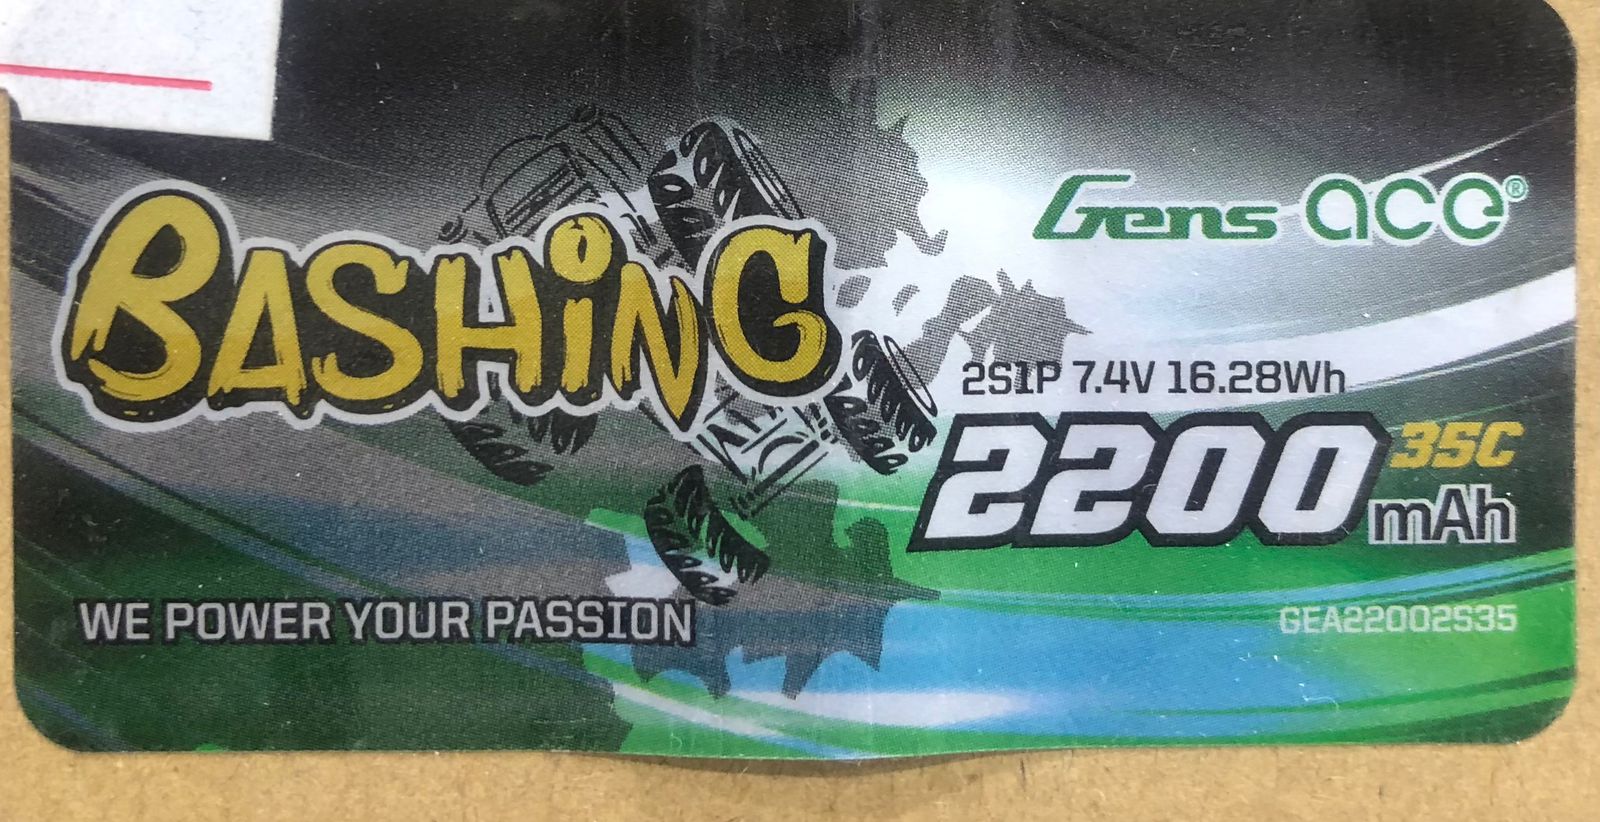 Gens ace®
BASHiNG
2S1P 7.4V 16.28Wh
2200 35C
mAh
WE POWER YOUR PASSION
GEA22002S35